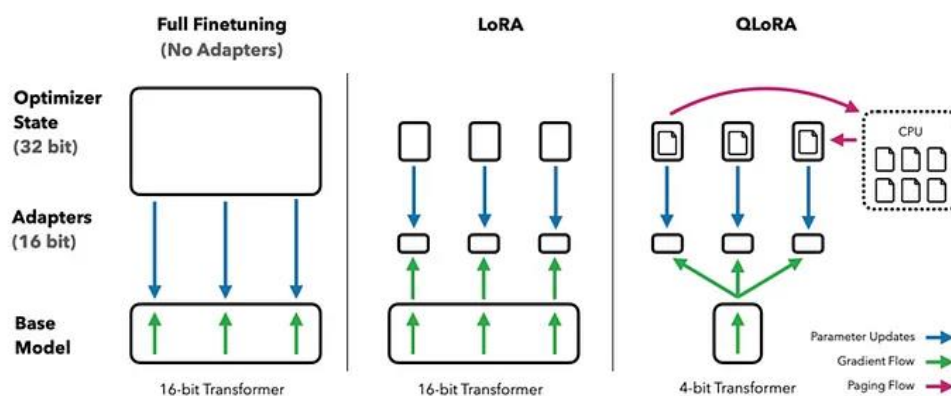 Full Finetuning
(No Adapters)
LoRA
QLoRA
Optimizer
State
(32 bit)
CPU
Adapters
(16 bit)
Base
Model
Parameter Updates
Gradient Flow
Paging Flow
16-bit Transformer
16-bit Transformer
4-bit Transformer